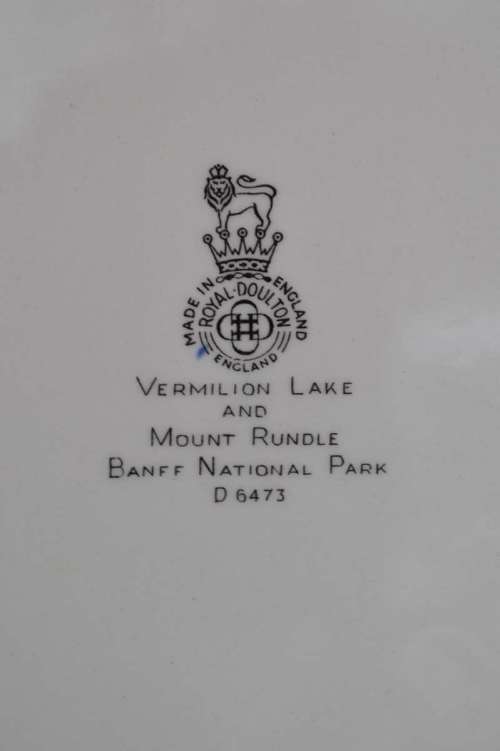 MADE IN ENGLAND
ROYAL·DOULTON
ENGLAND
VERMILION LAKE
AND
MOUNT RUNDLE
BANFF NATIONAL PARK
D 6473